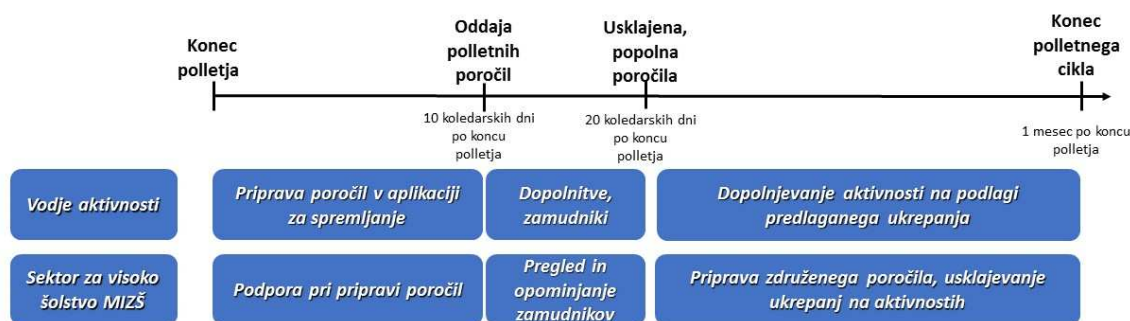 Konec
polletja
Oddaja
polletnih
poročil
Usklajena,
popolna
poročila
Konec
polletnega
cikla
10 koledarskih dni
po koncu
polletja
20 koledarskih dni
po koncu
polletja
1 mesec po koncu
polletja
Vodje aktivnosti
Priprava poročil v aplikaciji
za spremljanje
Dopolnitve,
zamudniki
Dopolnjevanje aktivnosti na podlagi
predlaganega ukrepanja
Sektor za visoko
šolstvo MIZŠ
Podpora pri pripravi poročil
Pregled in
opominjanje
zamudnikov
Priprava združenega poročila, usklajevanje
ukrepanj na aktivnostih